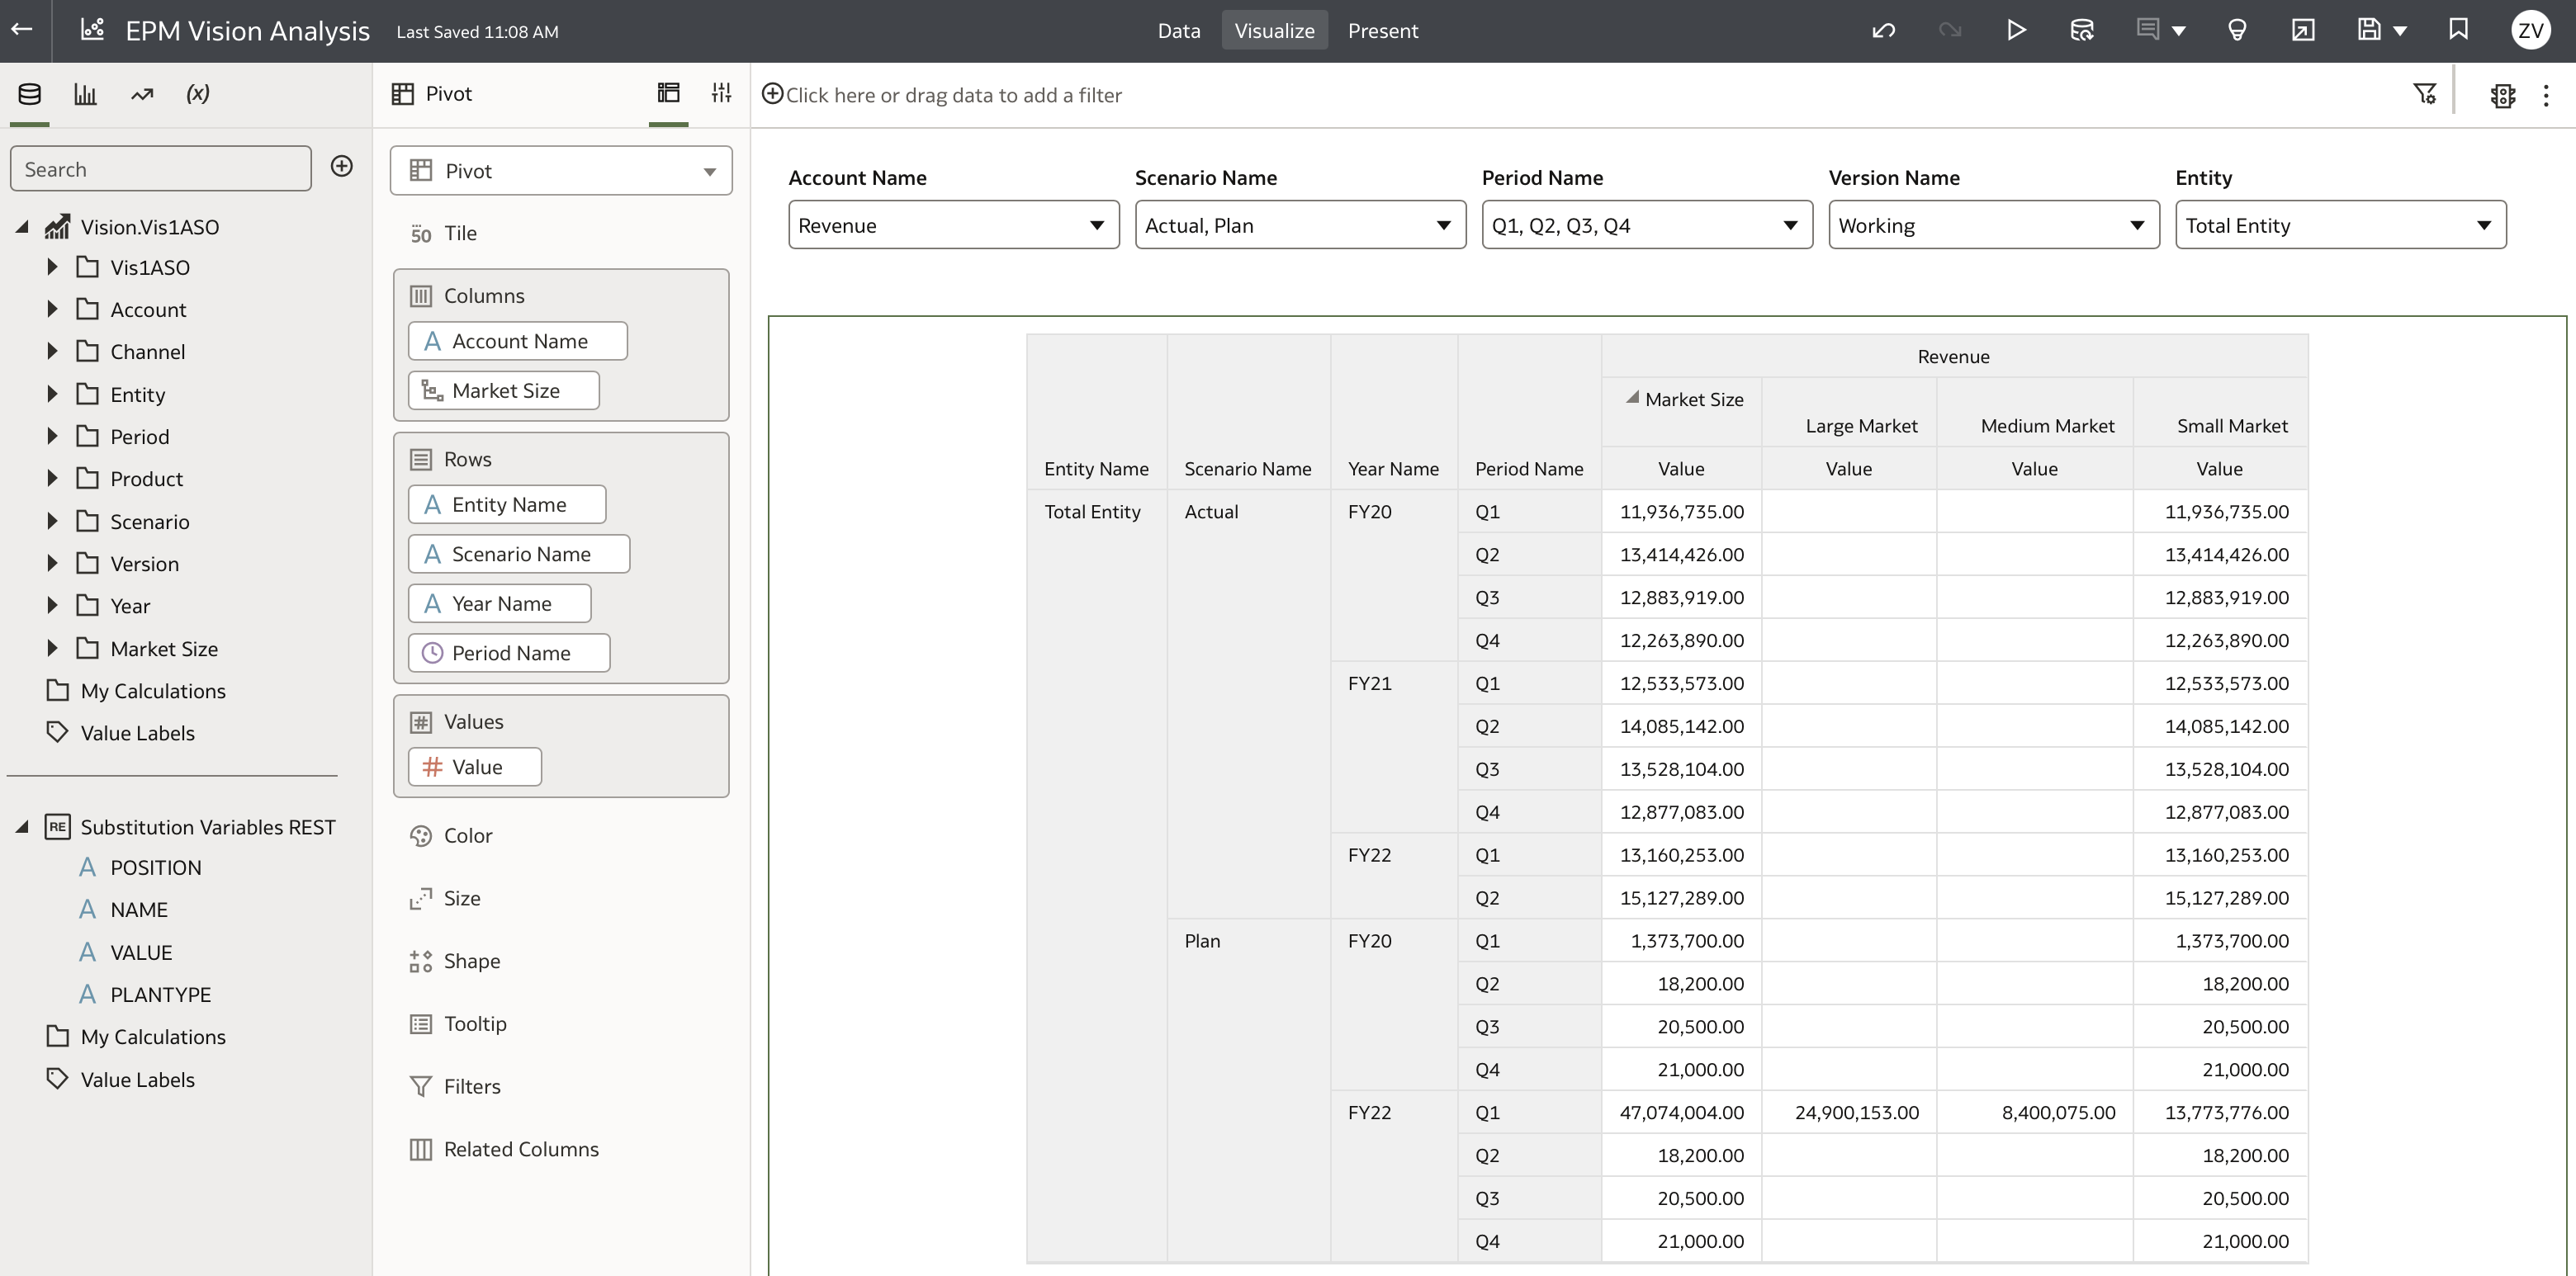 EPM Vision Analysis Last Saved 11:08 AM Data Visualize Present ZV
(x)
Search
Vision.Vis1ASO
Vis1ASO
Account
Channel
Entity
Period
Product
Scenario
Version
Year
Market Size
My Calculations
Value Labels
RE Substitution Variables REST
A POSITION
A NAME
A VALUE
A PLANTYPE
My Calculations
Value Labels
Pivot
Pivot
50 Tile
Columns
A Account Name
Market Size
Rows
A Entity Name
A Scenario Name
A Year Name
Period Name
# Values
# Value
Color
Size
Shape
Tooltip
Filters
Related Columns
Click here or drag data to add a filter
Account Name Scenario Name Period Name Version Name Entity
Revenue Actual, Plan Q1, Q2, Q3, Q4 Working Total Entity
Revenue
Market Size Large Market Medium Market Small Market
Entity Name Scenario Name Year Name Period Name Value Value Value Value
Total Entity Actual FY20 Q1 11,936,735.00 11,936,735.00
Q2 13,414,426.00 13,414,426.00
Q3 12,883,919.00 12,883,919.00
Q4 12,263,890.00 12,263,890.00
FY21 Q1 12,533,573.00 12,533,573.00
Q2 14,085,142.00 14,085,142.00
Q3 13,528,104.00 13,528,104.00
Q4 12,877,083.00 12,877,083.00
FY22 Q1 13,160,253.00 13,160,253.00
Q2 15,127,289.00 15,127,289.00
Plan FY20 Q1 1,373,700.00 1,373,700.00
Q2 18,200.00 18,200.00
Q3 20,500.00 20,500.00
Q4 21,000.00 21,000.00
FY22 Q1 47,074,004.00 24,900,153.00 8,400,075.00 13,773,776.00
Q2 18,200.00 18,200.00
Q3 20,500.00 20,500.00
Q4 21,000.00 21,000.00